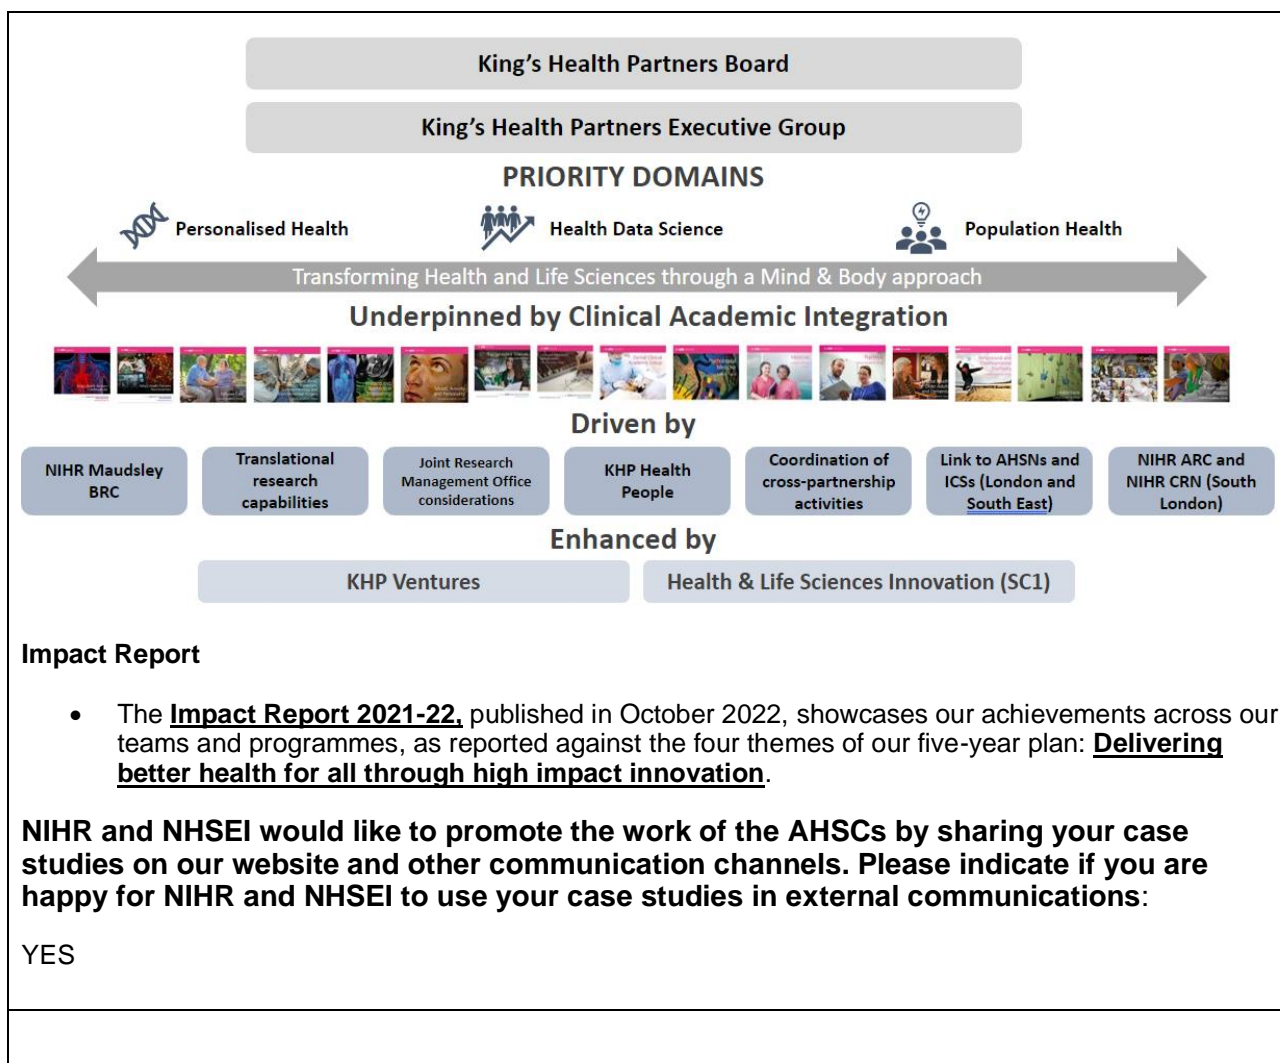 King's Health Partners Board
King's Health Partners Executive Group
PRIORITY DOMAINS
Personalised Health
Health Data Science
Population Health
Transforming Health and Life Sciences through a Mind & Body approach
Underpinned by Clinical Academic Integration
Driven by
NIHR Maudsley
BRC
Translational
research
capabilities
Joint Research
Management Office
considerations
KHP Health
People
Coordination of
cross-partnership
activities
Link to AHSNs and
ICSs (London and
South East)
NIHR ARC and
NIHR CRN (South
London)
Enhanced by
KHP Ventures
Health & Life Sciences Innovation (SC1)
Impact Report
• The Impact Report 2021-22, published in October 2022, showcases our achievements across our
teams and programmes, as reported against the four themes of our five-year plan: Delivering
better health for all through high impact innovation.
NIHR and NHSEI would like to promote the work of the AHSCs by sharing your case
studies on our website and other communication channels. Please indicate if you are
happy for NIHR and NHSEI to use your case studies in external communications:
YES